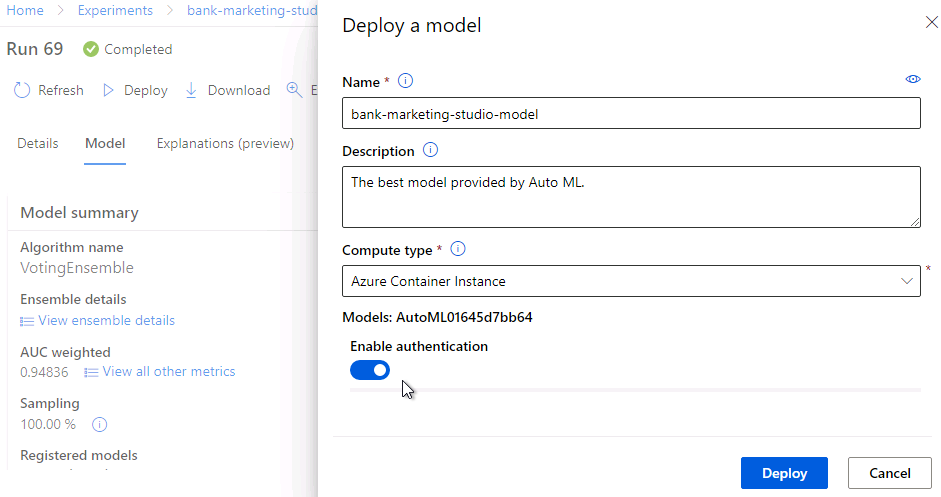 Home > Experiments > bank-marketing-stud
Run 69 Completed
Refresh Deploy Download E
Details Model Explanations (preview)
Model summary
Algorithm name
VotingEnsemble
Ensemble details
View ensemble details
AUC weighted
0.94836 View all other metrics
Sampling
100.00 %
Registered models
Deploy a model
Name *
bank-marketing-studio-model
Description
The best model provided by Auto ML.
Compute type *
Azure Container Instance
*
Models: AutoML01645d7bb64
Enable authentication
Deploy Cancel